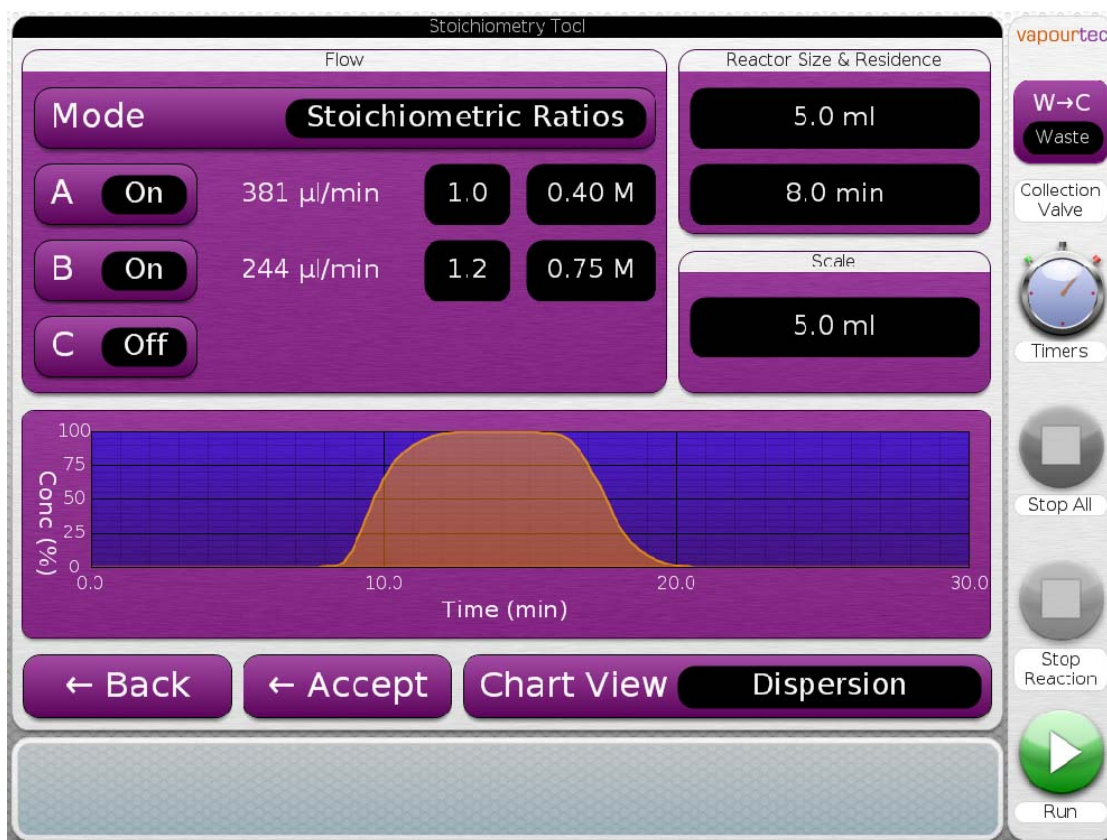 Stoichiometry Tool
Flow
Mode Stoichiometric Ratios
A On 381 µl/min 1.0 0.40 M
B On 244 µl/min 1.2 0.75 M
C Off
Reactor Size & Residence
5.0 ml
8.0 min
Scale
5.0 ml
100
75
50
25
0
Conc (%)
0.0 10.0 20.0 30.0
Time (min)
← Back ← Accept Chart View Dispersion
vapourtec
W→C
Waste
Collection
Valve
Timers
Stop All
Stop
Reaction
Run